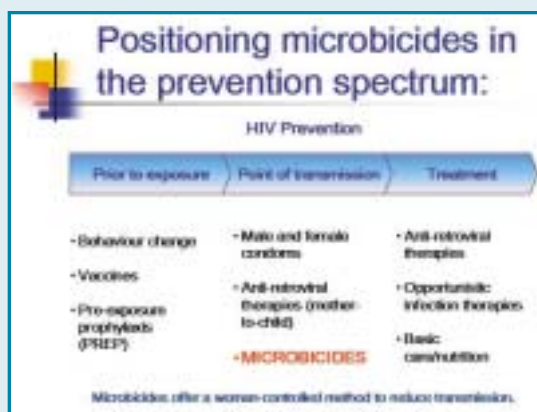 Positioning microbicides in
the prevention spectrum:
HIV Prevention
Prior to exposure
Point of transmission
Treatment
• Behaviour change
• Vaccines
• Pre-exposure
prophylaxis
(PREP)
• Male and female
condoms
• Anti-retroviral
therapies (mother-
to-child)
• MICROBICIDES
• Anti-retroviral
therapies
• Opportunistic
infection therapies
• Basic
care/nutrition
Microbicides offer a woman-controlled method to reduce transmission.